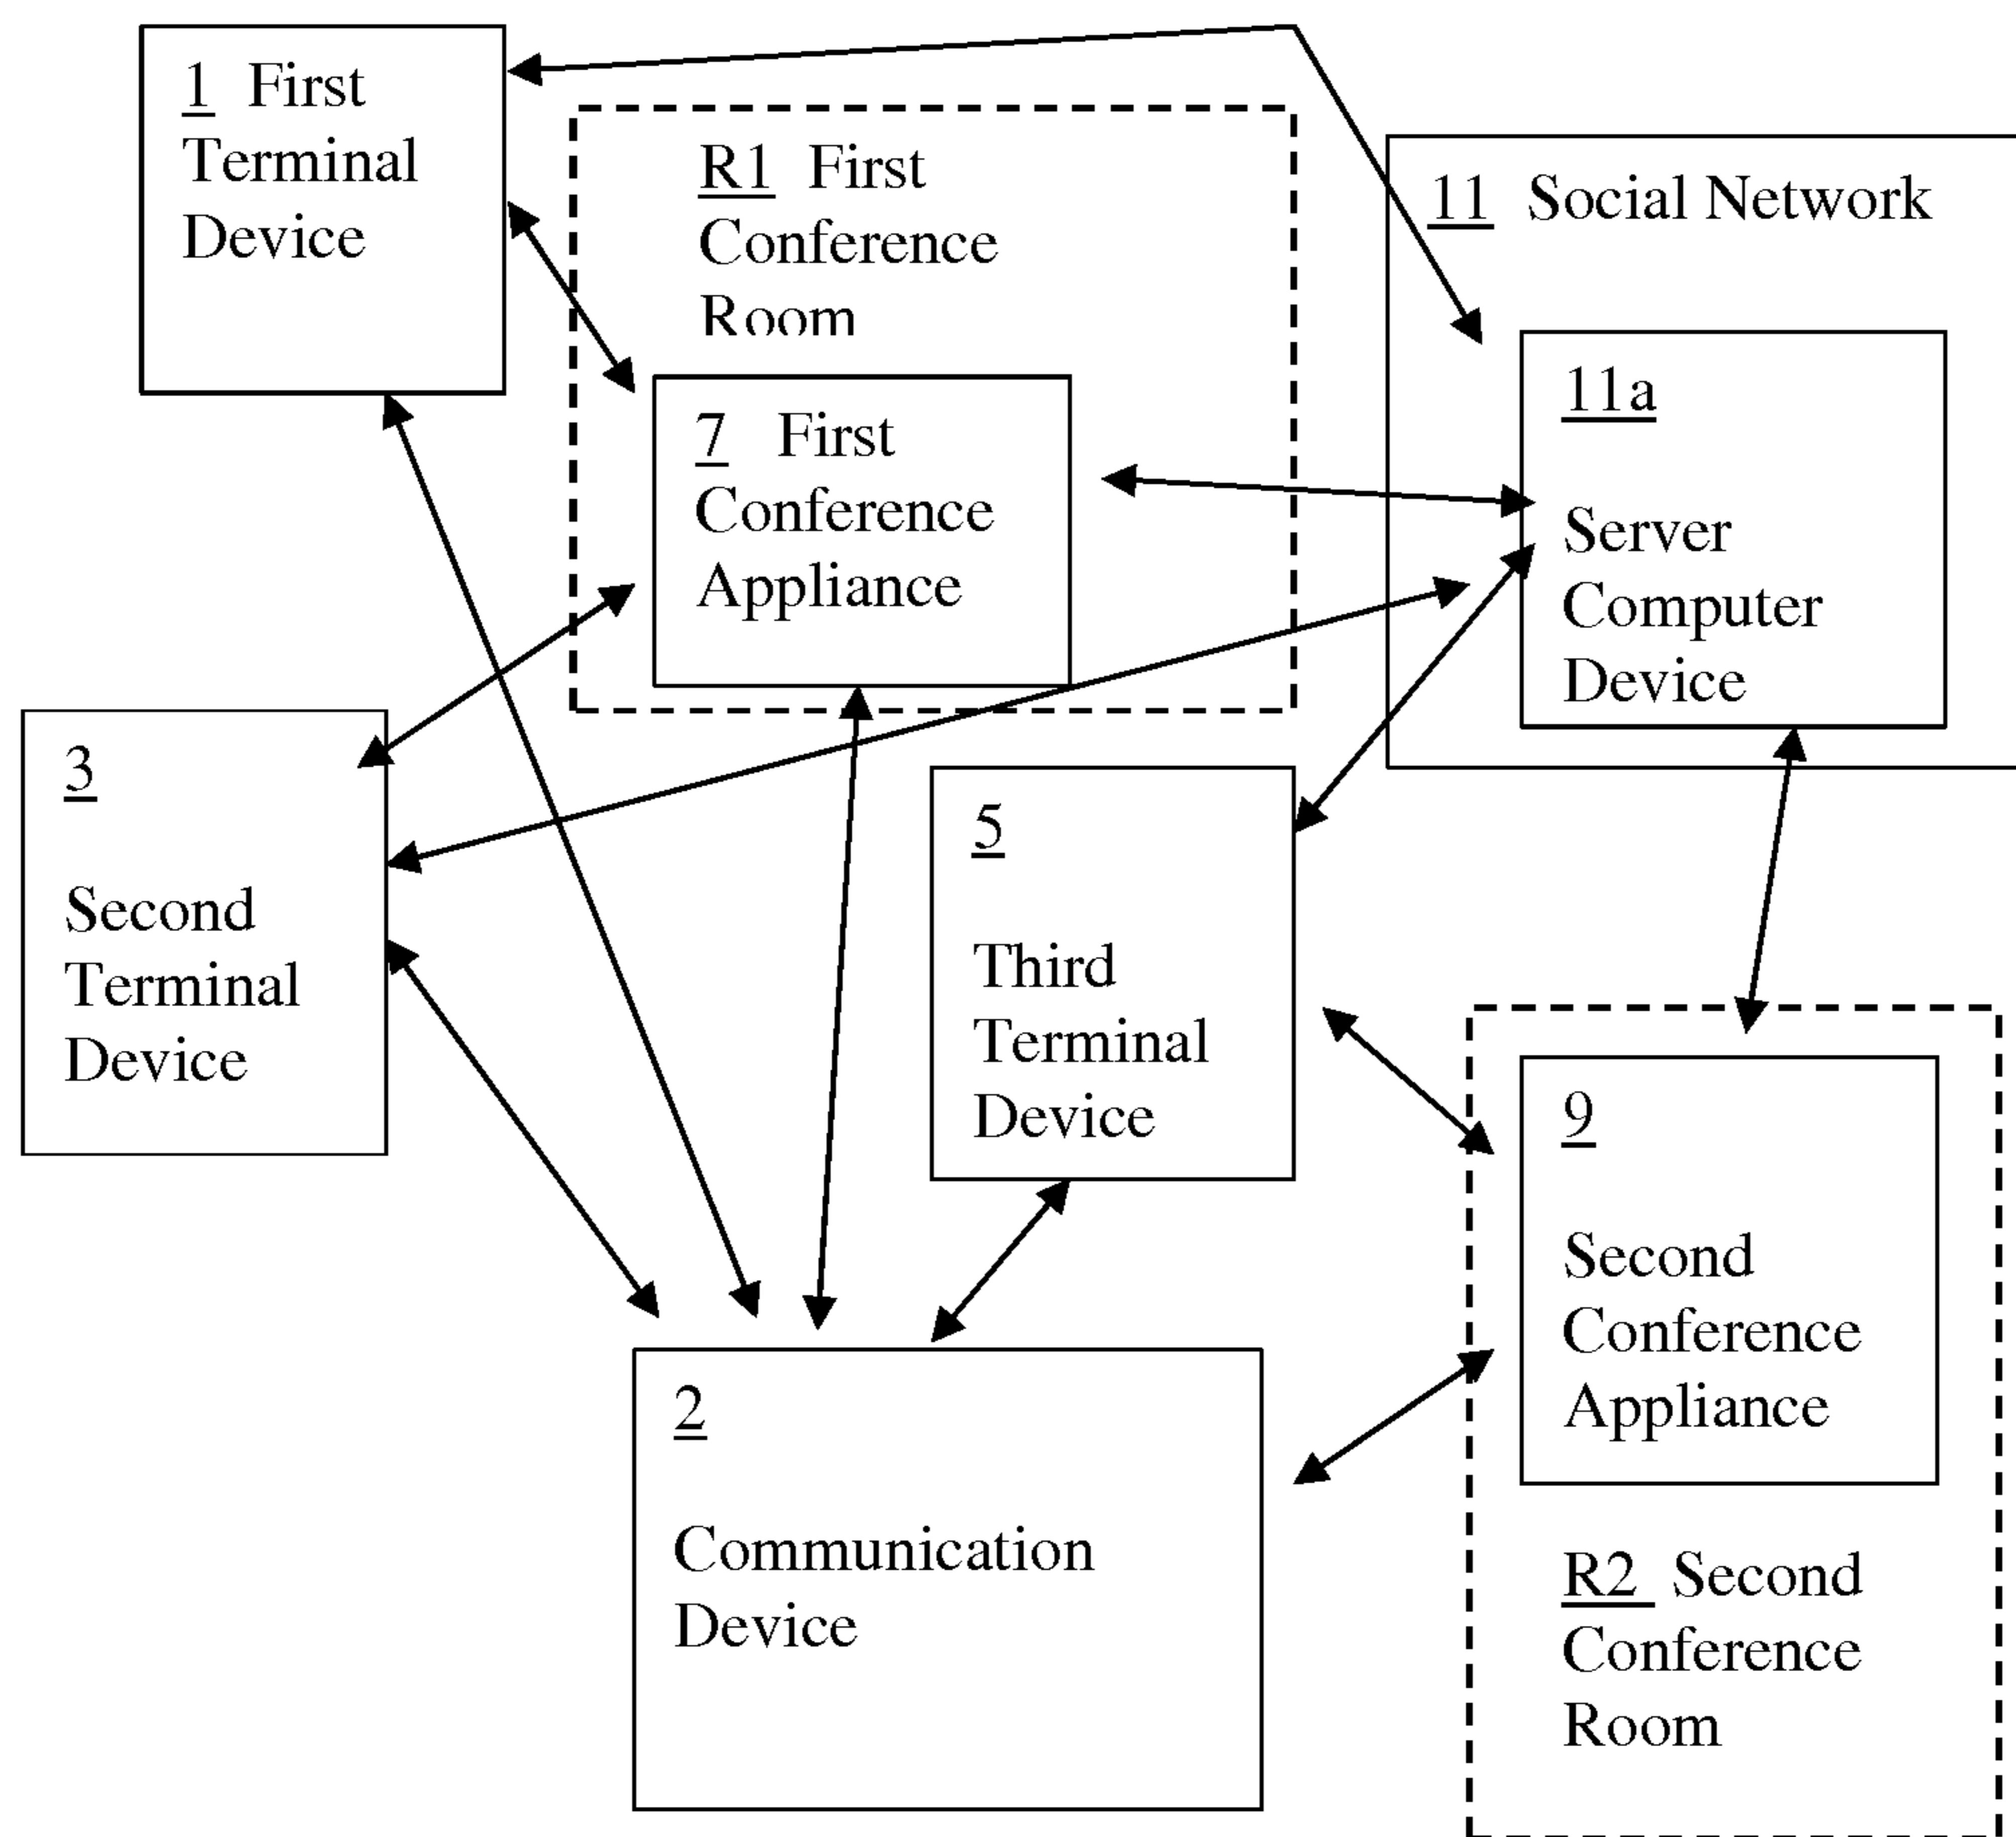 1 First
Terminal
Device
R1 First
Conference
Room
11 Social Network
7 First
Conference
Appliance
11a
Server
Computer
Device
3
Second
Terminal
Device
5
Third
Terminal
Device
9
Second
Conference
Appliance
R2 Second
Conference
Room
2
Communication
Device